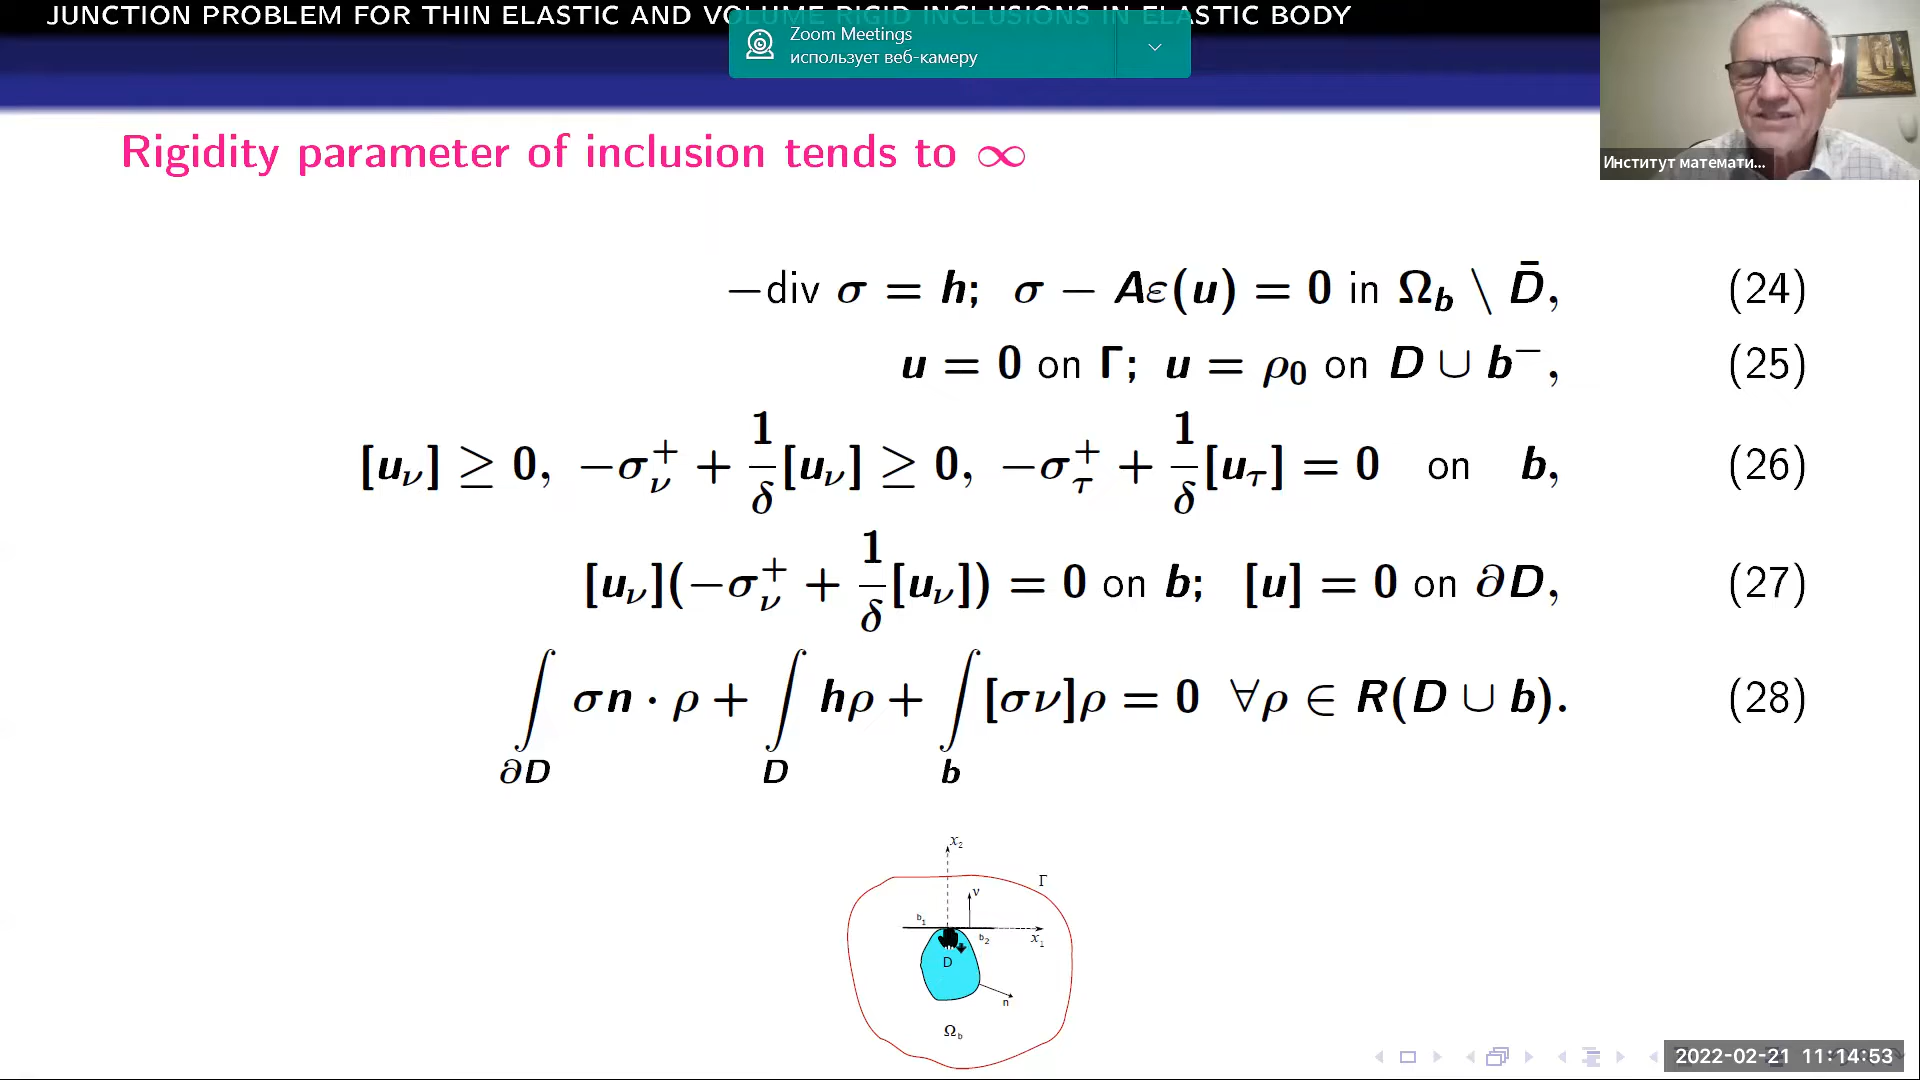 JUNCTION PROBLEM FOR THIN ELASTIC AND VOLUME RIGID INCLUSIONS IN ELASTIC BODY
Zoom Meetings
использует веб-камеру
Институт математи...
Rigidity parameter of inclusion tends to ∞
−div σ = h; σ − Aε(u) = 0 in Ω_b \ D̄, (24)
u = 0 on Γ; u = ρ₀ on D ∪ b⁻, (25)
[u_ν] ≥ 0, −σ_ν⁺ + 1/δ [u_ν] ≥ 0, −σ_τ⁺ + 1/δ [u_τ] = 0 on b, (26)
[u_ν](−σ_ν⁺ + 1/δ [u_ν]) = 0 on b; [u] = 0 on ∂D, (27)
∫_{∂D} σn · ρ + ∫_D hρ + ∫_b [σν]ρ = 0 ∀ρ ∈ R(D ∪ b). (28)
x₂
Γ
ν
b₁
b₂
x₁
D
n
Ω_b
2022-02-21 11:14:53